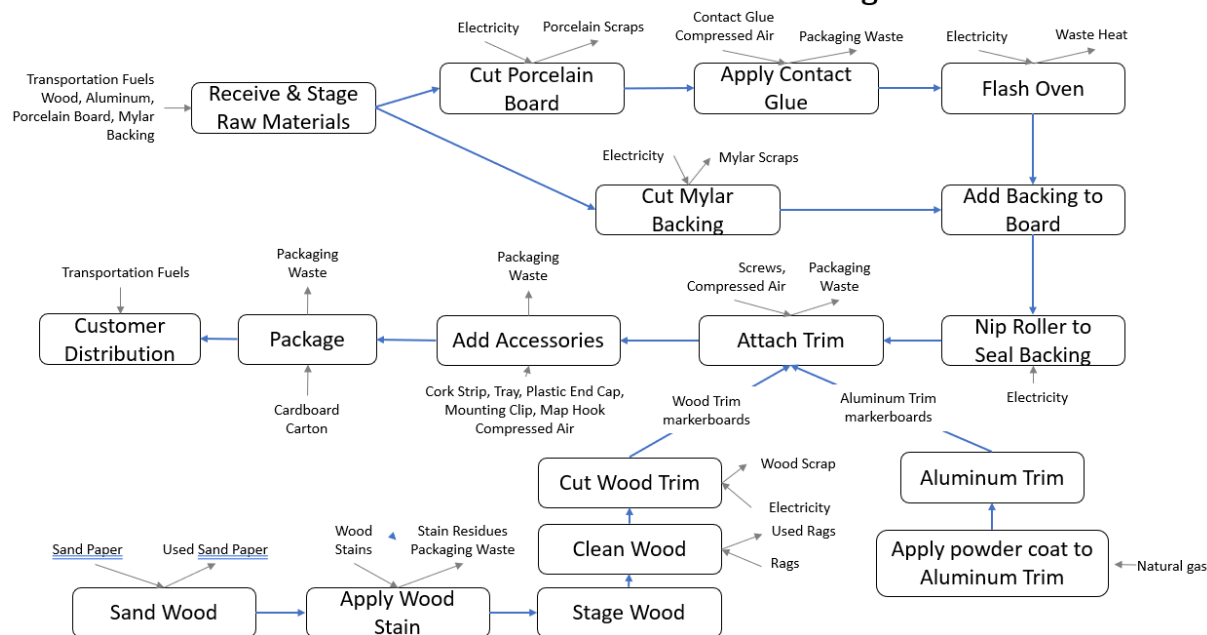 Electricity
Porcelain Scraps
Contact Glue
Compressed Air
Packaging Waste
Electricity
Waste Heat
Transportation Fuels
Wood, Aluminum,
Porcelain Board, Mylar
Backing
Receive & Stage
Raw Materials
Cut Porcelain
Board
Apply Contact
Glue
Flash Oven
Electricity
Mylar Scraps
Cut Mylar
Backing
Add Backing to
Board
Transportation Fuels
Packaging
Waste
Packaging
Waste
Screws,
Compressed Air
Packaging
Waste
Customer
Distribution
Package
Add Accessories
Attach Trim
Nip Roller to
Seal Backing
Cardboard
Carton
Cork Strip, Tray, Plastic End Cap,
Mounting Clip, Map Hook
Compressed Air
Wood Trim
markerboards
Aluminum Trim
markerboards
Electricity
Cut Wood Trim
Wood Scrap
Electricity
Aluminum Trim
Clean Wood
Used Rags
Rags
Apply powder coat to
Aluminum Trim
Natural gas
Sand Paper
Used Sand Paper
Wood
Stains
Stain Residues
Packaging Waste
Sand Wood
Apply Wood
Stain
Stage Wood